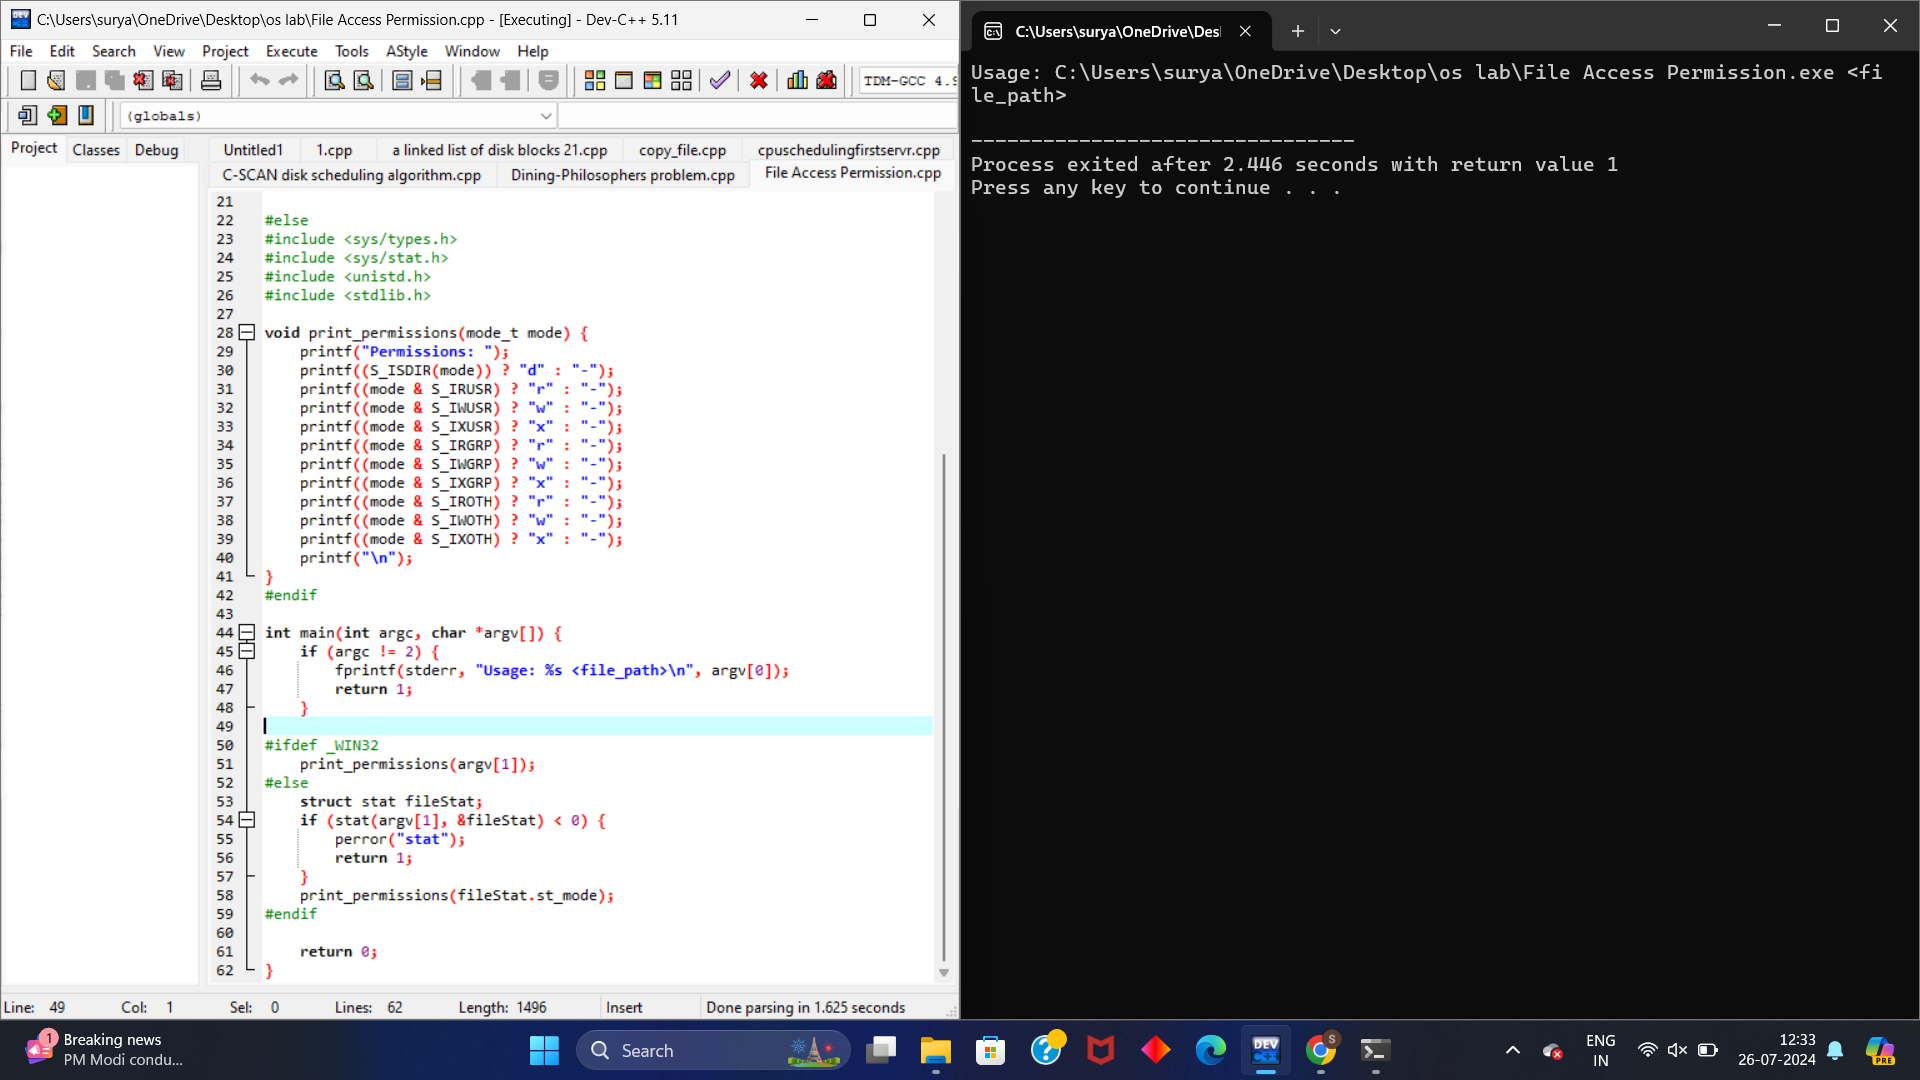 C:\Users\surya\OneDrive\Desktop\os lab\File Access Permission.cpp - [Executing] - Dev-C++ 5.11
File Edit Search View Project Execute Tools AStyle Window Help
TDM-GCC 4.9
(globals)
Project Classes Debug
Untitled1 1.cpp a linked list of disk blocks 21.cpp copy_file.cpp cpuschedulingfirstservr.cpp
C-SCAN disk scheduling algorithm.cpp Dining-Philosophers problem.cpp File Access Permission.cpp
21
22 #else
23 #include <sys/types.h>
24 #include <sys/stat.h>
25 #include <unistd.h>
26 #include <stdlib.h>
27
28 void print_permissions(mode_t mode) {
29 printf("Permissions: ");
30 printf((S_ISDIR(mode)) ? "d" : "-");
31 printf((mode & S_IRUSR) ? "r" : "-");
32 printf((mode & S_IWUSR) ? "w" : "-");
33 printf((mode & S_IXUSR) ? "x" : "-");
34 printf((mode & S_IRGRP) ? "r" : "-");
35 printf((mode & S_IWGRP) ? "w" : "-");
36 printf((mode & S_IXGRP) ? "x" : "-");
37 printf((mode & S_IROTH) ? "r" : "-");
38 printf((mode & S_IWOTH) ? "w" : "-");
39 printf((mode & S_IXOTH) ? "x" : "-");
40 printf("\n");
41 }
42 #endif
43
44 int main(int argc, char *argv[]) {
45 if (argc != 2) {
46 fprintf(stderr, "Usage: %s <file_path>\n", argv[0]);
47 return 1;
48 }
49
50 #ifdef _WIN32
51 print_permissions(argv[1]);
52 #else
53 struct stat fileStat;
54 if (stat(argv[1], &fileStat) < 0) {
55 perror("stat");
56 return 1;
57 }
58 print_permissions(fileStat.st_mode);
59 #endif
60
61 return 0;
62 }
Line: 49 Col: 1 Sel: 0 Lines: 62 Length: 1496 Insert Done parsing in 1.625 seconds
C:\Users\surya\OneDrive\Des
Usage: C:\Users\surya\OneDrive\Desktop\os lab\File Access Permission.exe <fi
le_path>
--------------------------------
Process exited after 2.446 seconds with return value 1
Press any key to continue . . .
1
Breaking news
PM Modi condu...
Search
DEV
C++
S
ENG
IN
12:33
26-07-2024
PRE